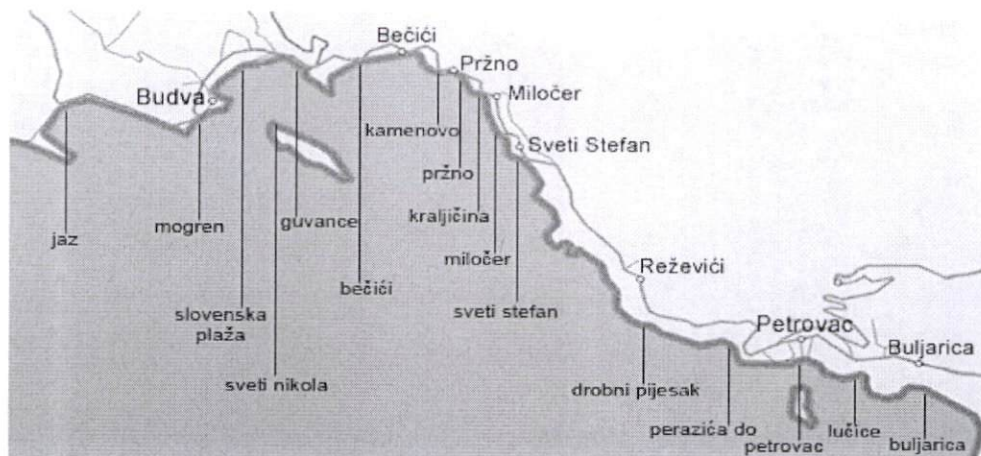 Bečići
Pržno
Budva
Miločer
kamenovo
Sveti Stefan
pržno
kraljičina
mogren
guvance
jaz
miločer
Reževići
bečići
slovenska
plaža
sveti stefan
Petrovac
Buljarica
sveti nikola
drobni pijesak
perazića do
lučice
petrovac
buljarica